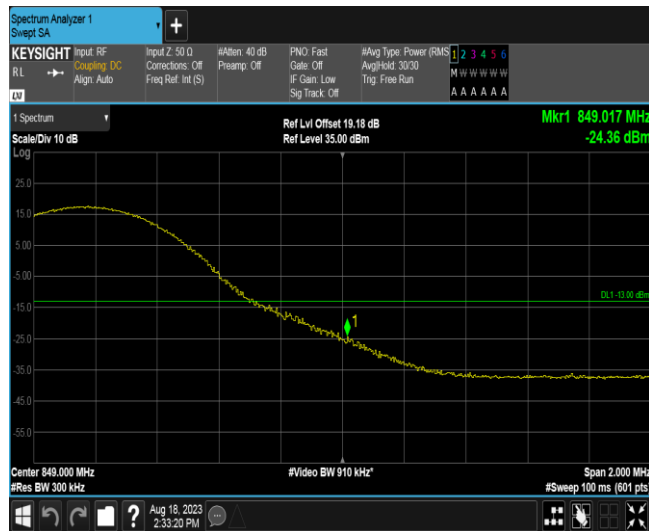 Spectrum Analyzer 1
Swept SA
+
KEYSIGHT
RL
LXI
Input: RF
Coupling: DC
Align: Auto
Input Z: 50 Ω
Corrections: Off
Freq Ref: Int (S)
#Atten: 40 dB
Preamp: Off
PNO: Fast
Gate: Off
IF Gain: Low
Sig Track: Off
#Avg Type: Power (RMS
Avg|Hold: 30/30
Trig: Free Run
1 2 3 4 5 6
M W W W W W
A A A A A A
1 Spectrum
Scale/Div 10 dB
Log
Ref Lvl Offset 19.18 dB
Ref Level 35.00 dBm
Mkr1 849.017 MHz
-24.36 dBm
25.0
15.0
5.00
-5.00
-15.0
-25.0
-35.0
-45.0
-55.0
DL1 -13.00 dBm
1
Center 849.000 MHz
#Res BW 300 kHz
#Video BW 910 kHz*
Span 2.000 MHz
#Sweep 100 ms (601 pts)
?
Aug 18, 2023
2:33:20 PM